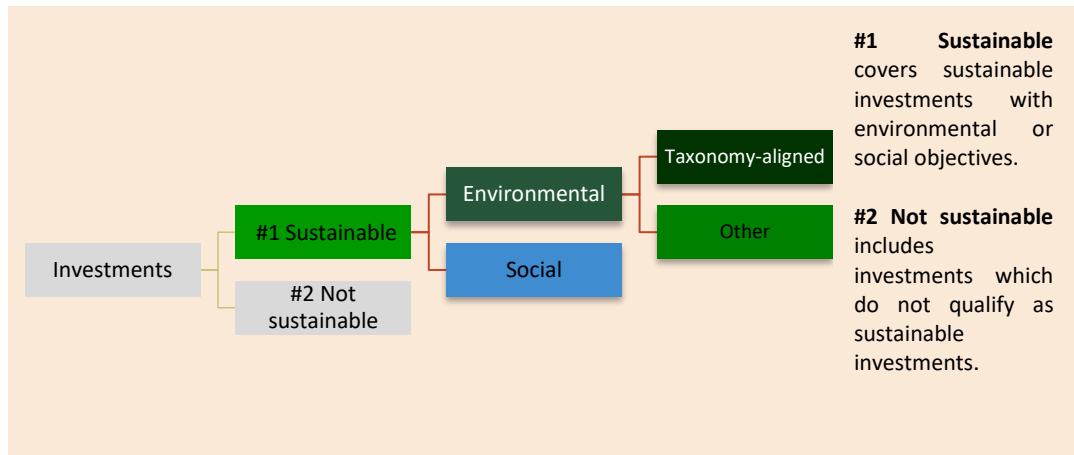 Investments
#1 Sustainable
#2 Not
sustainable
Environmental
Social
Taxonomy-aligned
Other
#1 Sustainable
covers sustainable
investments with
environmental or
social objectives.
#2 Not sustainable
includes
investments which
do not qualify as
sustainable
investments.